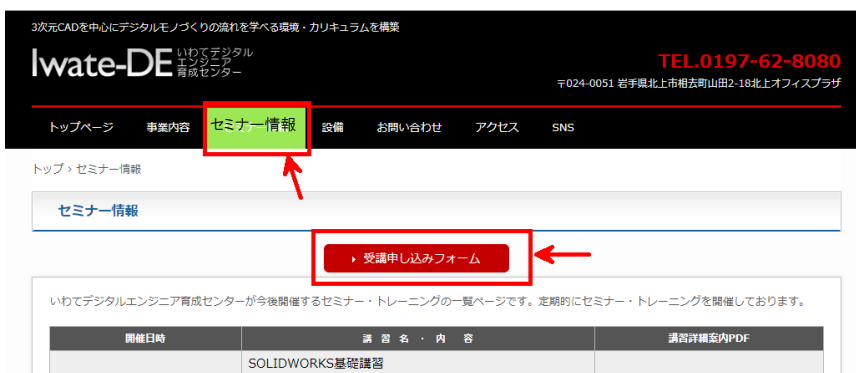 3次元CADを中心にデジタルモノづくりの流れを学べる環境・カリキュラムを構築
Iwate-DE いわてデジタル
エンジニア
育成センター
TEL.0197-62-8080
〒024-0051 岩手県北上市相去町山田2-18北上オフィスプラザ
トップページ 事業内容 セミナー情報 設備 お問い合わせ アクセス SNS
トップ › セミナー情報
セミナー情報
受講申し込みフォーム
いわてデジタルエンジニア育成センターが今後開催するセミナー・トレーニングの一覧ページです。定期的にセミナー・トレーニングを開催しております。
開催日時 講 習 名 ・ 内 容 講習詳細案内PDF
SOLIDWORKS基礎講習